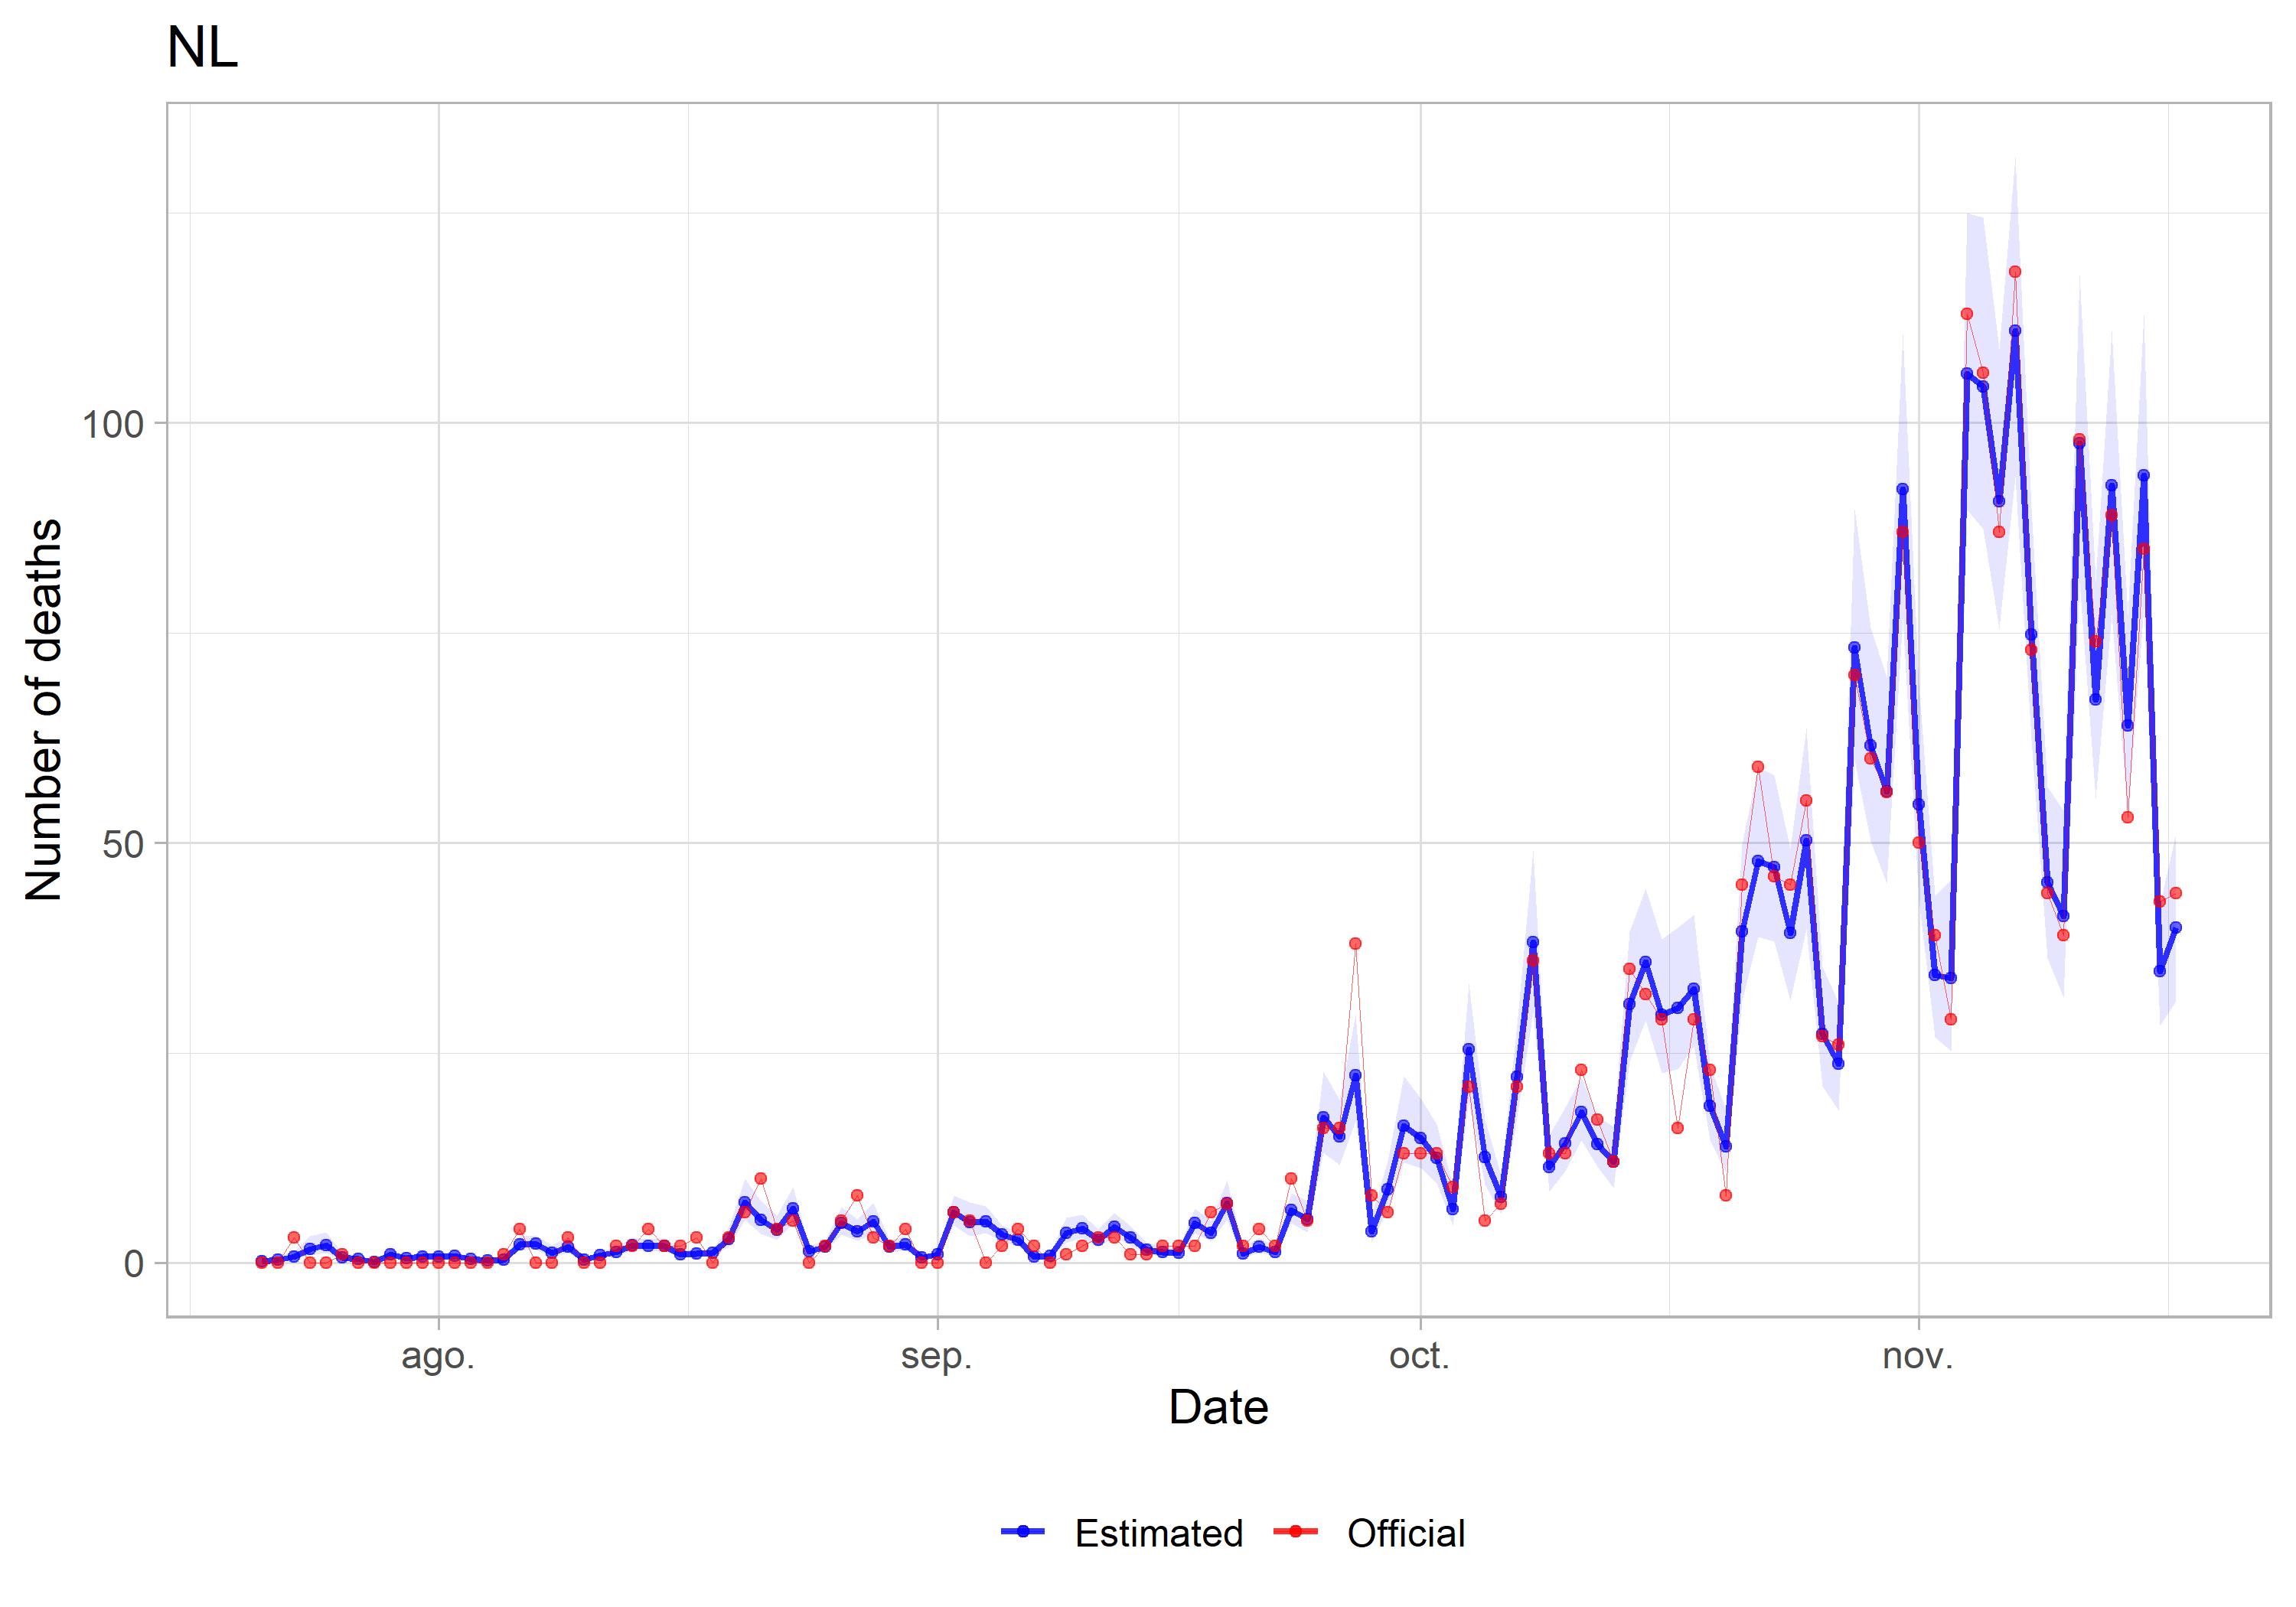 NL
Number of deaths
100
50
0
ago.
sep.
oct.
nov.
Date
Estimated
Official